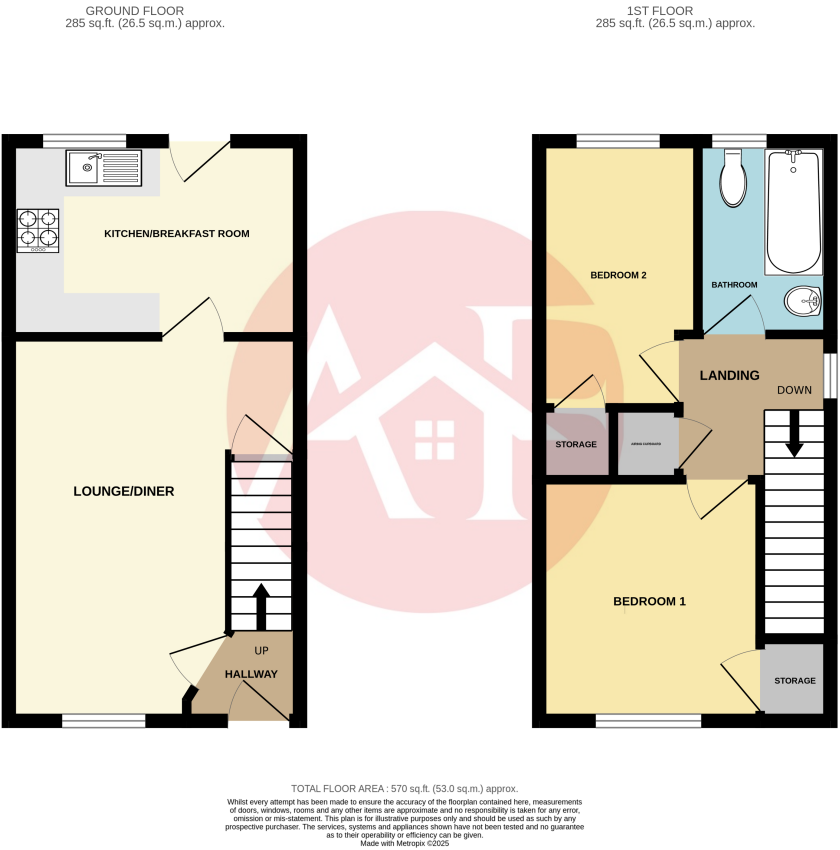 GROUND FLOOR
285 sq.ft. (26.5 sq.m.) approx.
1ST FLOOR
285 sq.ft. (26.5 sq.m.) approx.
KITCHEN/BREAKFAST ROOM
LOUNGE/DINER
UP
HALLWAY
BEDROOM 2
BATHROOM
LANDING
DOWN
STORAGE
BEDROOM 1
STORAGE
TOTAL FLOOR AREA : 570 sq.ft. (53.0 sq.m.) approx.
Whilst every attempt has been made to ensure the accuracy of the floorplan contained here, measurements
of doors, windows, rooms and any other items are approximate and no responsibility is taken for any error,
omission or mis-statement. This plan is for illustrative purposes only and should be used as such by any
prospective purchaser. The services, systems and appliances shown have not been tested and no guarantee
as to their operability or efficiency can be given.
Made with Metropix ©2025